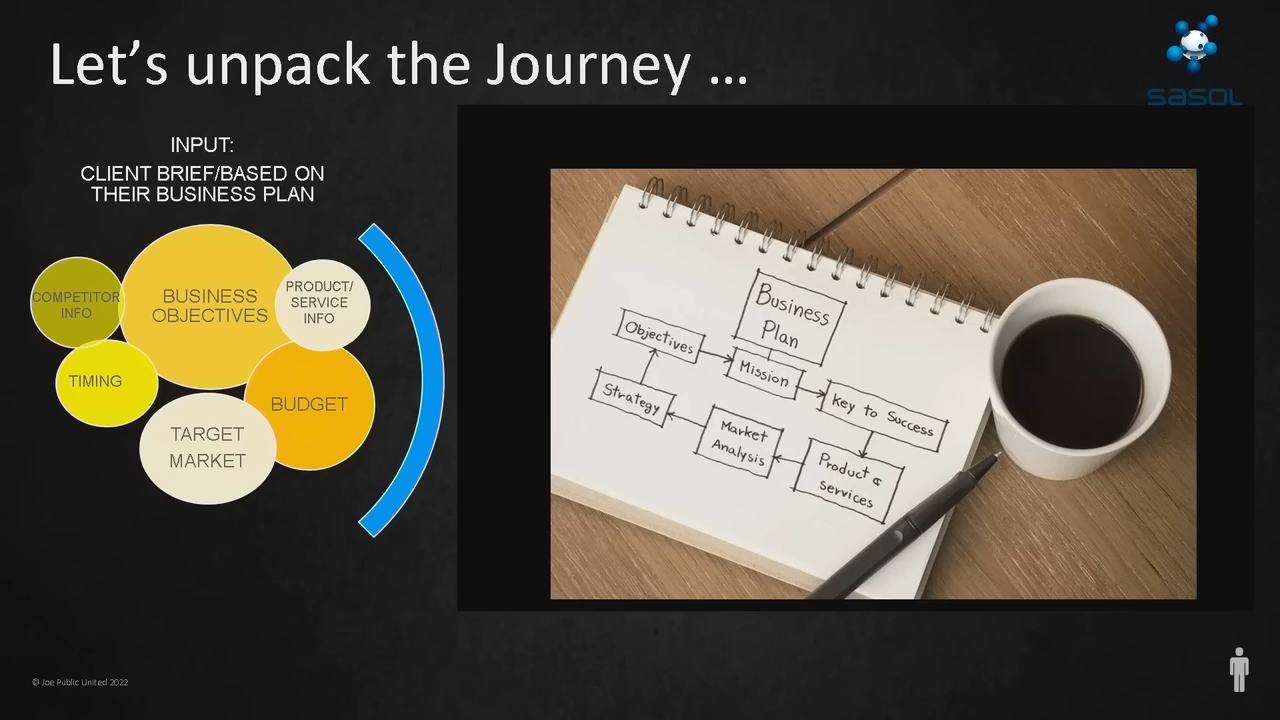 Let's unpack the Journey ...
sasol
INPUT:
CLIENT BRIEF/BASED ON
THEIR BUSINESS PLAN
COMPETITOR
INFO
BUSINESS
OBJECTIVES
PRODUCT/
SERVICE
INFO
TIMING
BUDGET
TARGET
MARKET
Business
Plan
Objectives
Mission
Key to Success
Strategy
Market
Analysis
Product &
services
© Joe Public United 2022